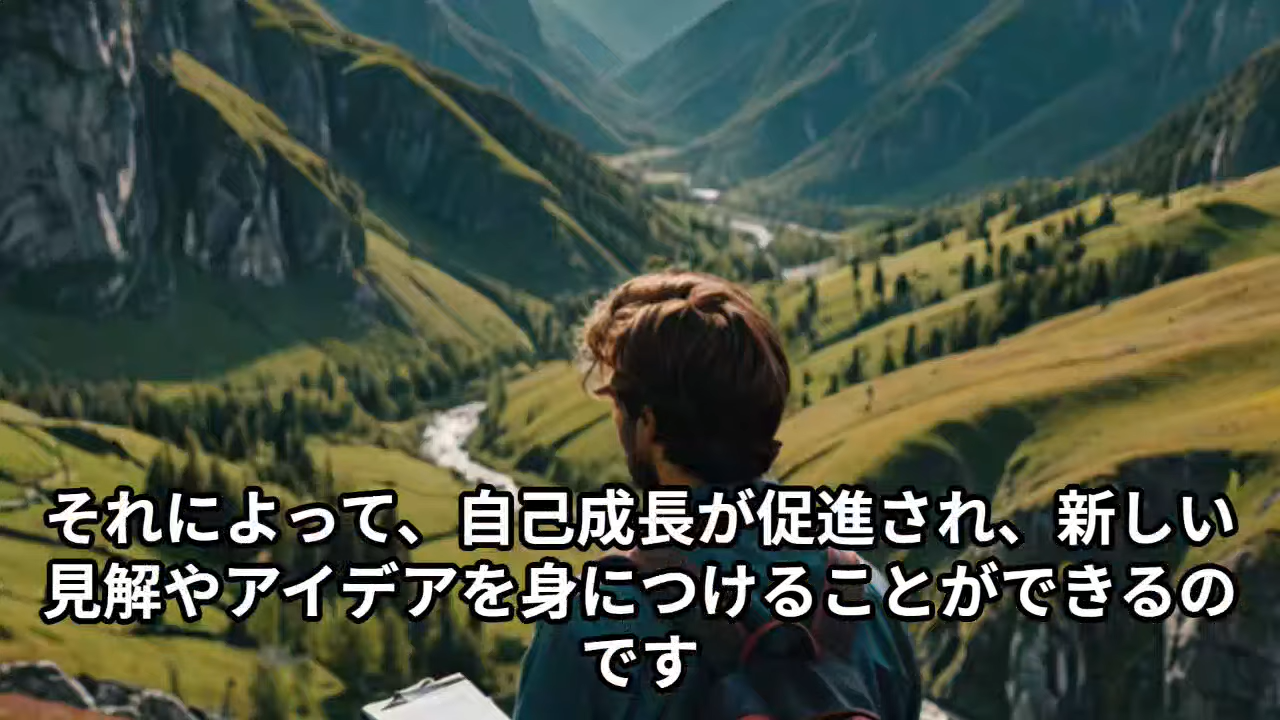 それによって、自己成長が促進され、新しい
見解やアイデアを身につけることができるの
です